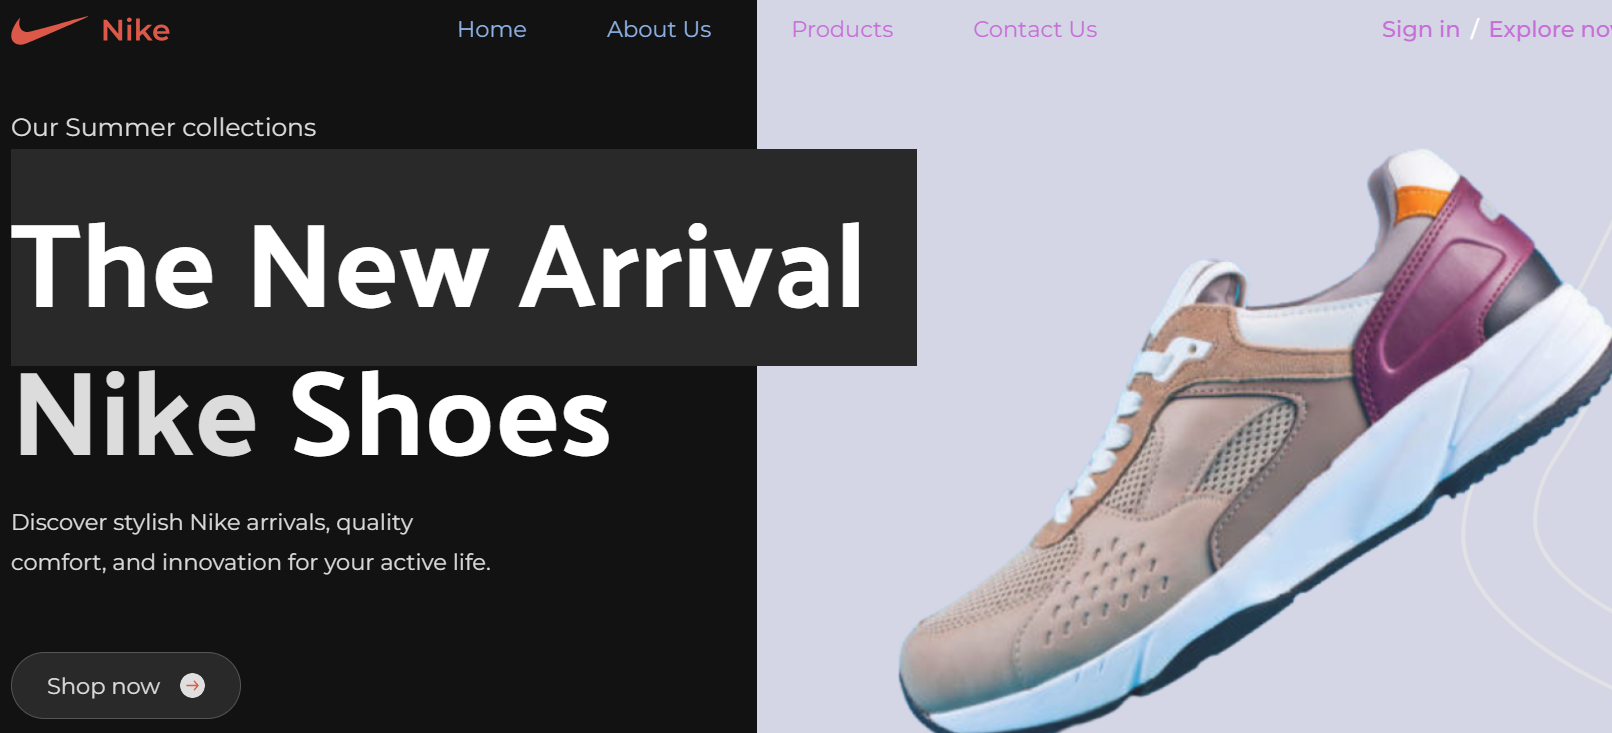 Nike
Home About Us Products Contact Us
Sign in / Explore
Our Summer collections
The New Arrival
Nike Shoes
Discover stylish Nike arrivals, quality
comfort, and innovation for your active life.
Shop now